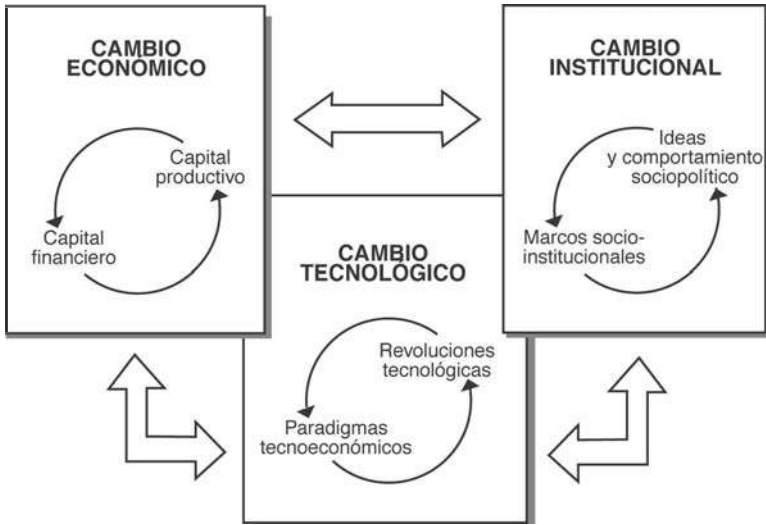 CAMBIO
ECONÓMICO
Capital
productivo
Capital
financiero
CAMBIO
INSTITUCIONAL
Ideas
y comportamiento
sociopolítico
Marcos socio-
institucionales
CAMBIO
TECNOLÓGICO
Revoluciones
tecnológicas
Paradigmas
tecnoeconómicos